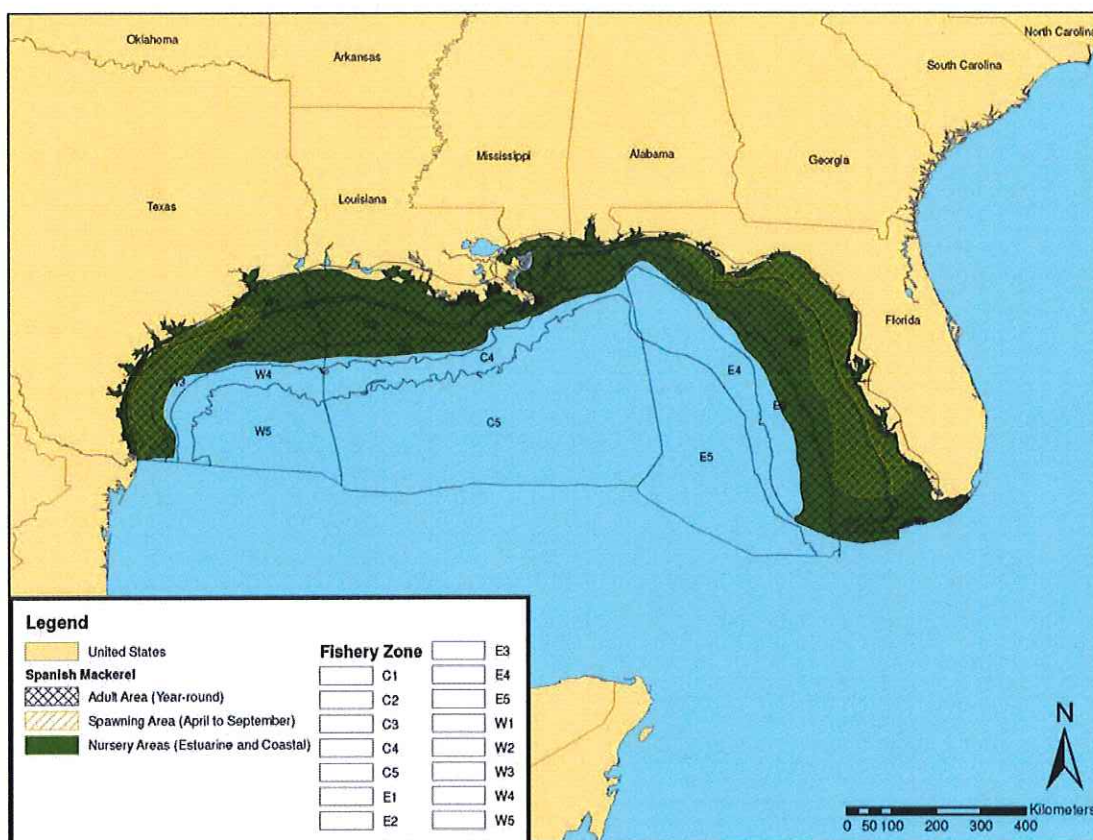 Oklahoma
Arkansas
North Carolina
South Carolina
Mississippi
Alabama
Georgia
Texas
Louisiana
Florida
W4
C4
E4
W5
C5
E5
Legend
United States
Spanish Mackerel
Adult Area (Year-round)
Spawning Area (April to September)
Nursery Areas (Estuarine and Coastal)
Fishery Zone
C1
C2
C3
C4
C5
E1
E2
E3
E4
E5
W1
W2
W3
W4
W5
N
Kilometers
0 50 100 200 300 400